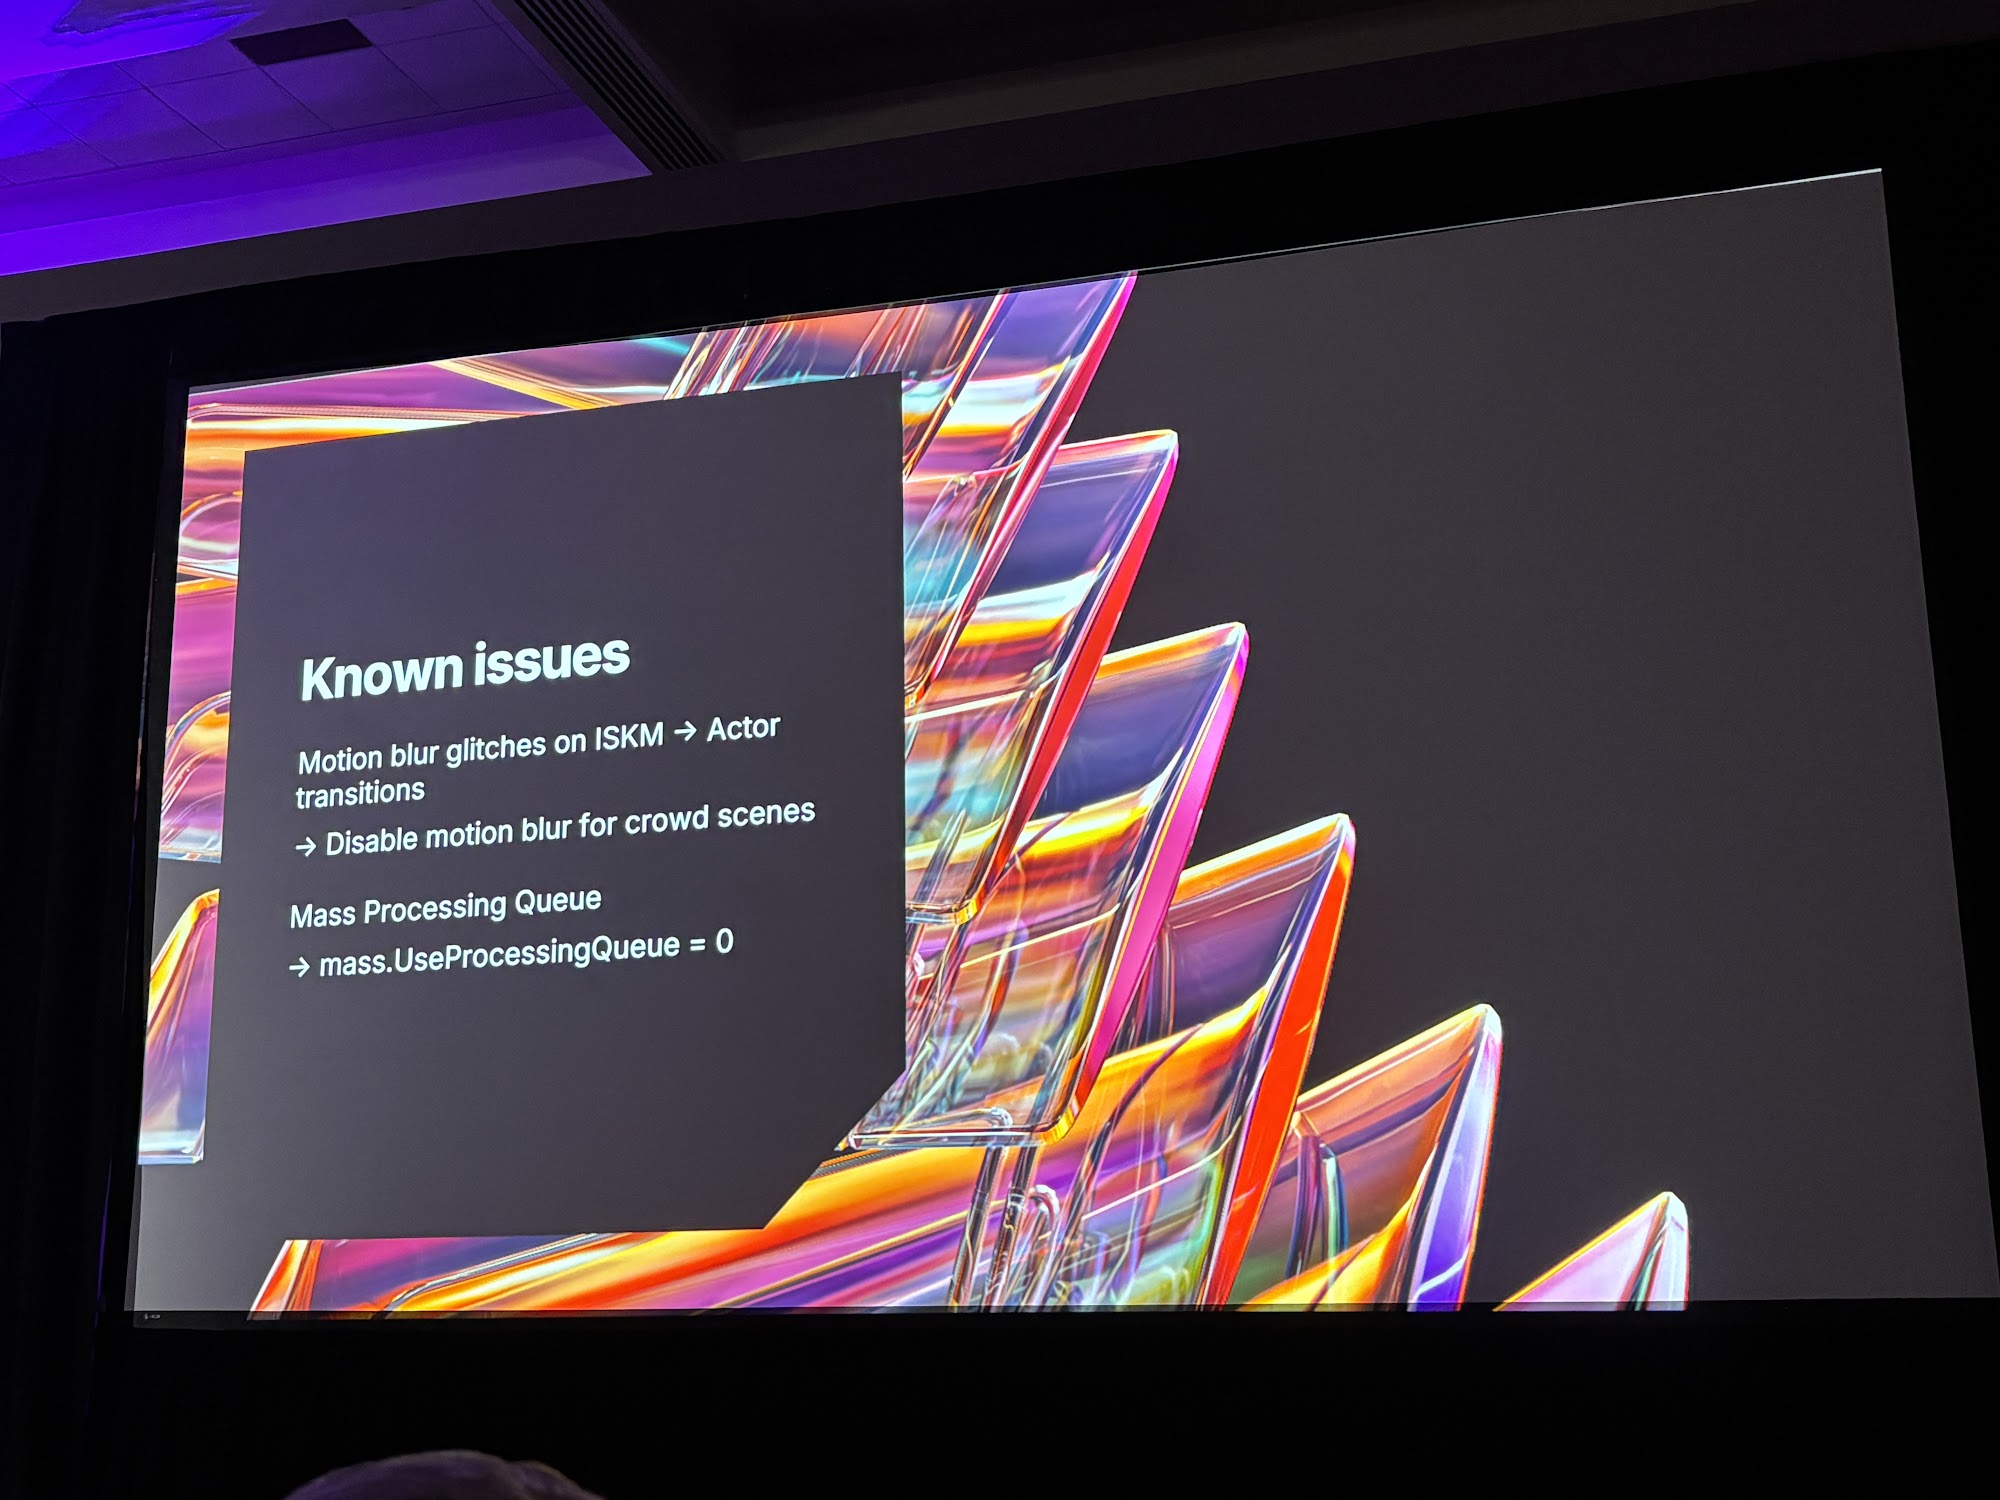 Known issues
Motion blur glitches on ISKM → Actor
transitions
→ Disable motion blur for crowd scenes
Mass Processing Queue
→ mass.UseProcessingQueue = 0